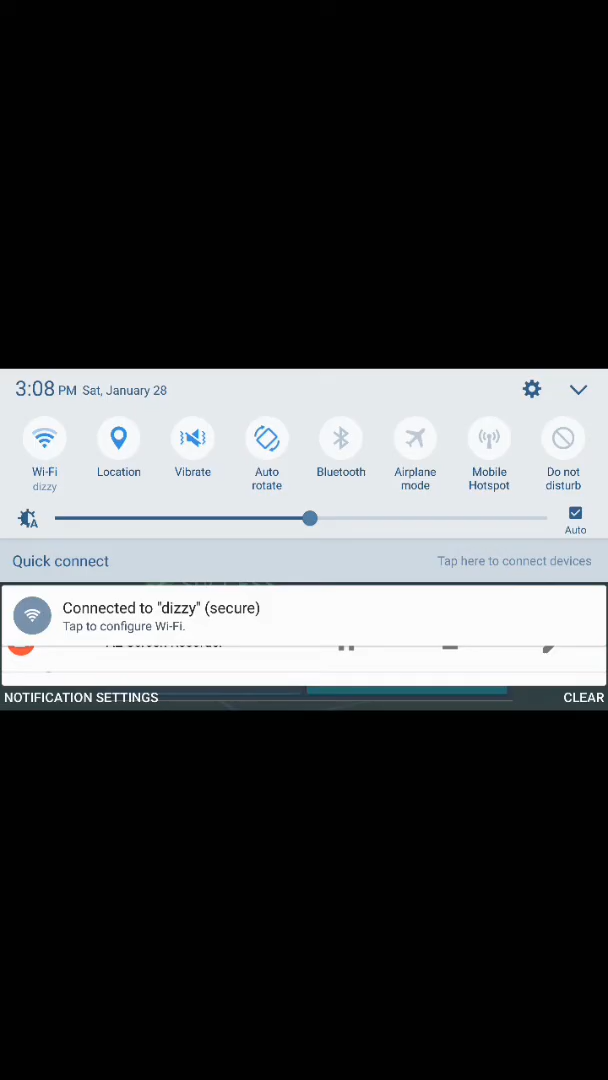 3:08 PM Sat, January 28
Wi-Fi
dizzy
Location
Vibrate
Auto
rotate
Bluetooth
Airplane
mode
Mobile
Hotspot
Do not
disturb
A
Auto
Quick connect
Tap here to connect devices
Connected to "dizzy" (secure)
Tap to configure Wi-Fi.
NOTIFICATION SETTINGS
CLEAR